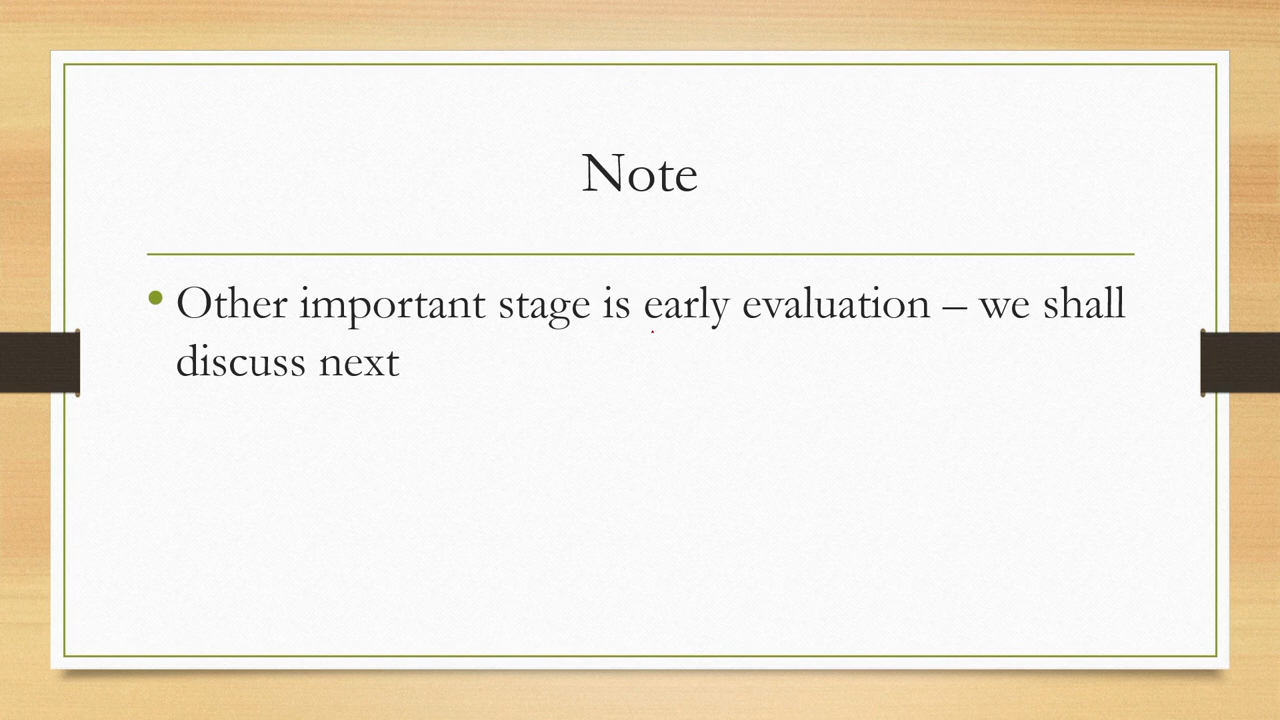 Note
• Other important stage is early evaluation – we shall
discuss next